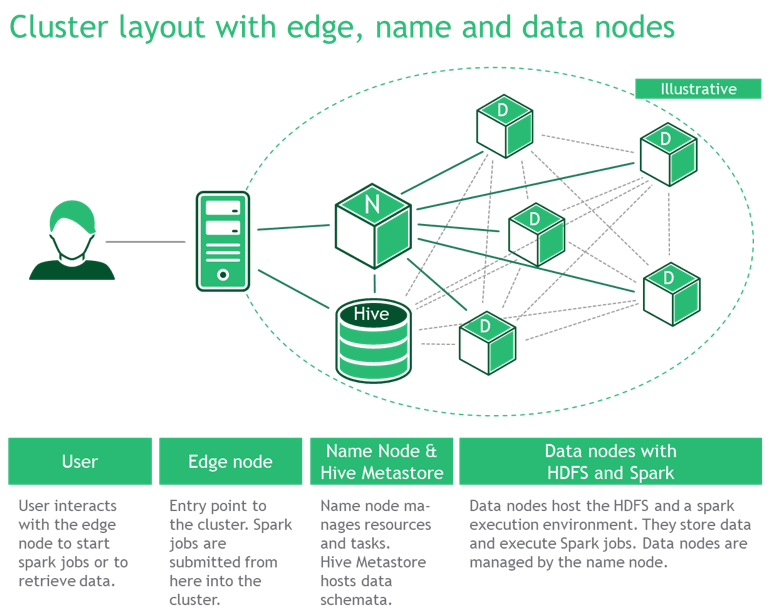 Cluster layout with edge, name and data nodes
Illustrative
D
D
N
D
D
Hive
D
User
Edge node
Name Node &
Hive Metastore
Data nodes with
HDFS and Spark
User interacts
with the edge
node to start
spark jobs or to
retrieve data.
Entry point to
the cluster. Spark
jobs are
submitted from
here into the
cluster.
Name node ma-
nages resources
and tasks.
Hive Metastore
hosts data
schemata.
Data nodes host the HDFS and a spark
execution environment. They store data
and execute Spark jobs. Data nodes are
managed by the name node.